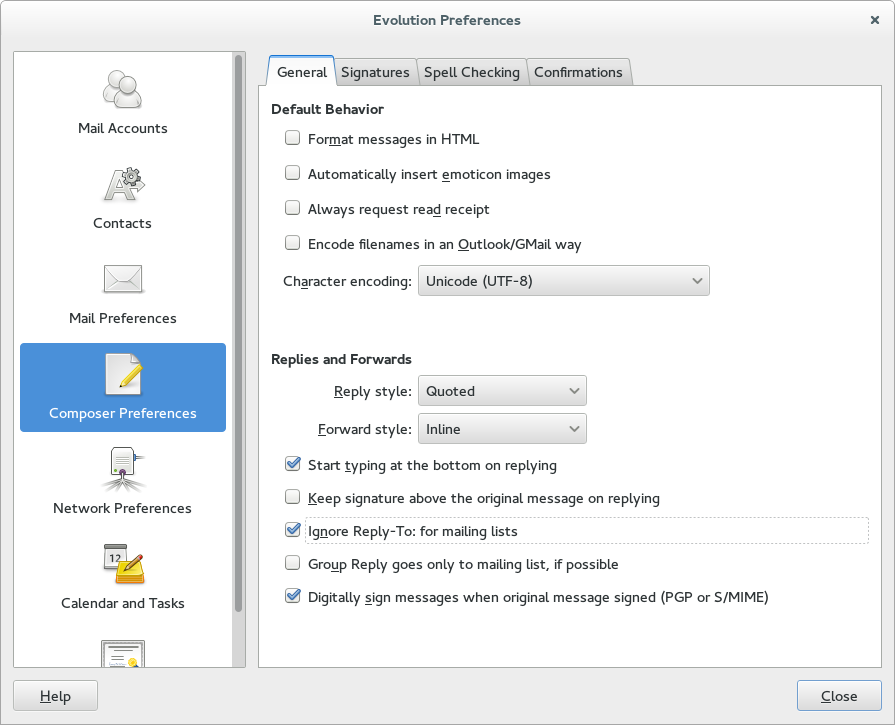 Evolution Preferences
Mail Accounts
Contacts
Mail Preferences
Composer Preferences
Network Preferences
12
Calendar and Tasks
General Signatures Spell Checking Confirmations
Default Behavior
Format messages in HTML
Automatically insert emoticon images
Always request read receipt
Encode filenames in an Outlook/GMail way
Character encoding: Unicode (UTF-8)
Replies and Forwards
Reply style: Quoted
Forward style: Inline
Start typing at the bottom on replying
Keep signature above the original message on replying
Ignore Reply-To: for mailing lists
Group Reply goes only to mailing list, if possible
Digitally sign messages when original message signed (PGP or S/MIME)
Help Close